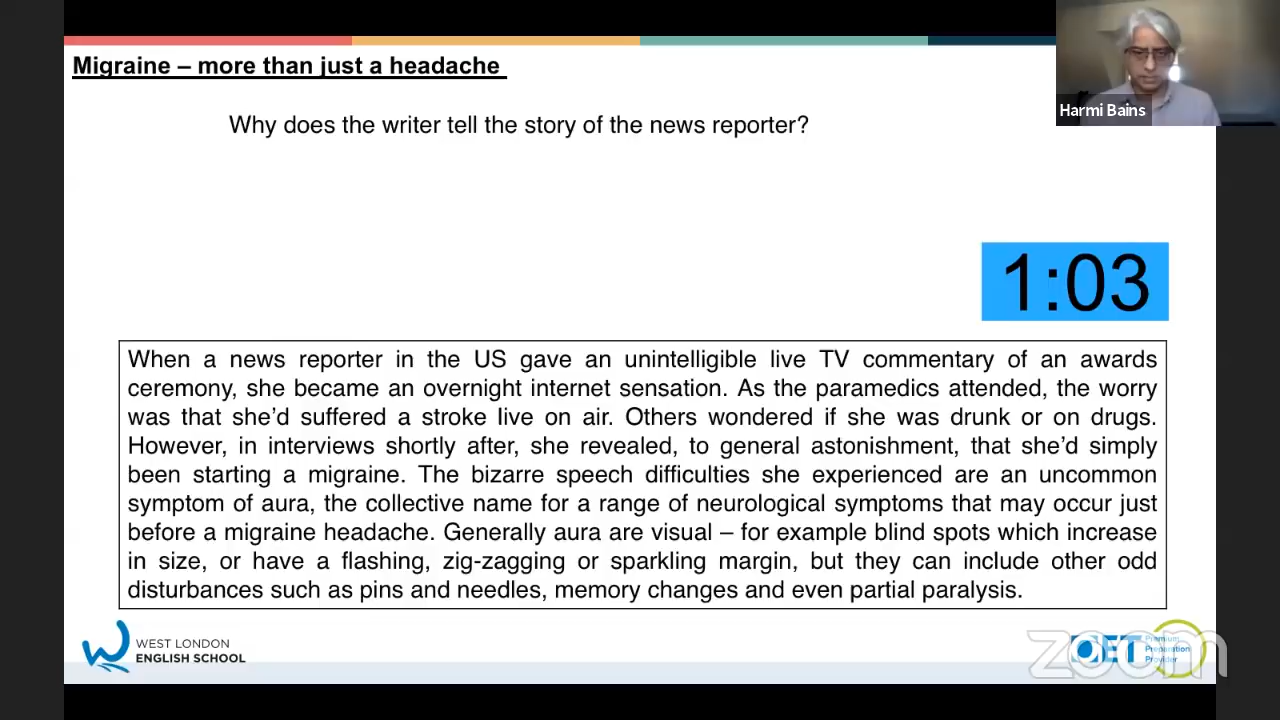 Migraine – more than just a headache
Harmi Bains
Why does the writer tell the story of the news reporter?
1:03
When a news reporter in the US gave an unintelligible live TV commentary of an awards
ceremony, she became an overnight internet sensation. As the paramedics attended, the worry
was that she’d suffered a stroke live on air. Others wondered if she was drunk or on drugs.
However, in interviews shortly after, she revealed, to general astonishment, that she’d simply
been starting a migraine. The bizarre speech difficulties she experienced are an uncommon
symptom of aura, the collective name for a range of neurological symptoms that may occur just
before a migraine headache. Generally aura are visual – for example blind spots which increase
in size, or have a flashing, zig-zagging or sparkling margin, but they can include other odd
disturbances such as pins and needles, memory changes and even partial paralysis.
WEST LONDON
ENGLISH SCHOOL
OET
Premium
Preparation
Provider
zoom